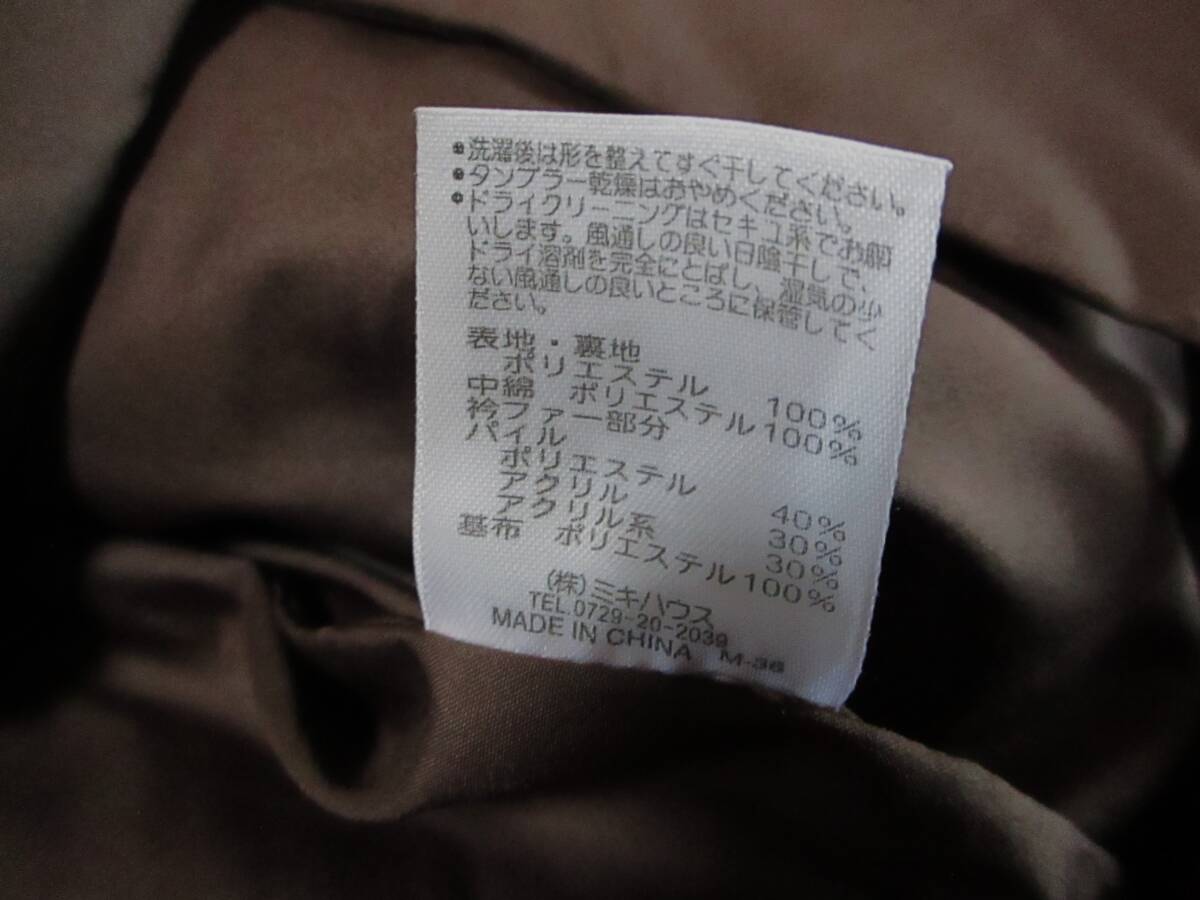 •洗濯後は形を整えてすぐ干してください。
•タンブラー乾燥はおやめください。
•ドライクリーニングはセキユ系でお願
いします。風通しの良い日陰干しで、
ドライ溶剤を完全にとばし、湿気の少
ない風通しの良いところに保管してく
ださい。
表地・裏地
ポリエステル 100%
中綿 ポリエステル 100%
衿ファー部分
パイル
ポリエステル 40%
アクリル 30%
アクリル系 30%
基布 ポリエステル 100%
(株)ミキハウス
TEL.0729-20-2039
MADE IN CHINA M-36